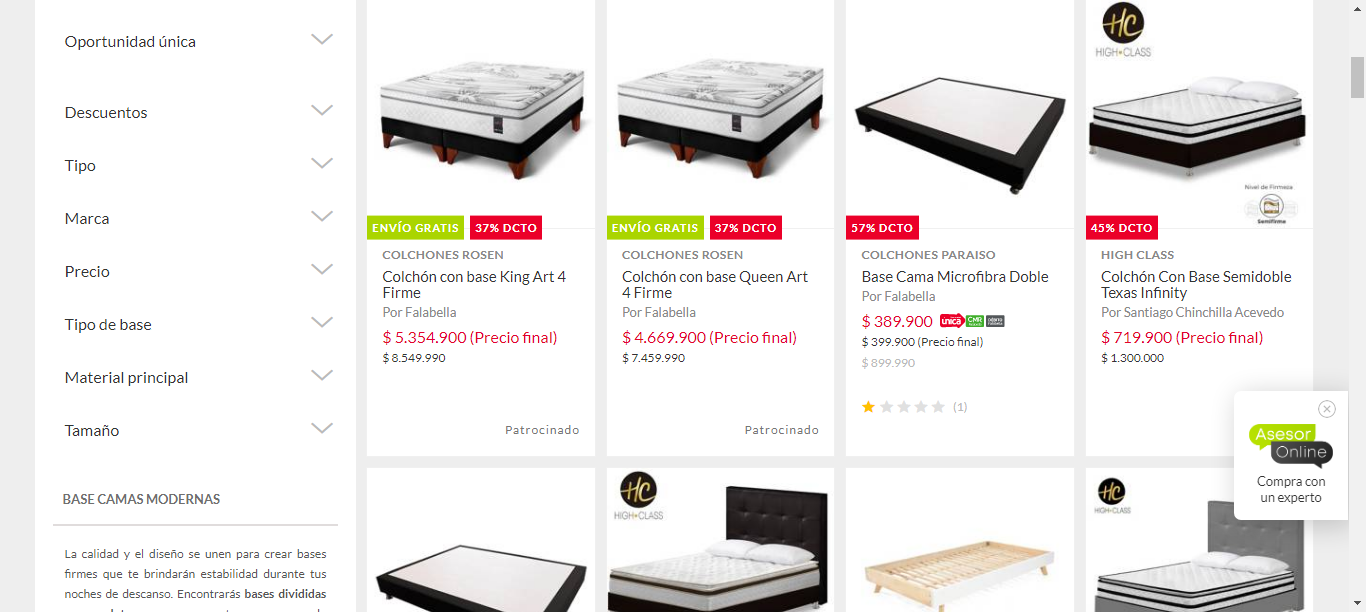 Oportunidad única
Descuentos
Tipo
Marca
Precio
Tipo de base
Material principal
Tamaño
BASE CAMAS MODERNAS
La calidad y el diseño se unen para crear bases
firmes que te brindarán estabilidad durante tus
noches de descanso. Encontrarás bases divididas
ENVÍO GRATIS 37% DCTO
COLCHONES ROSEN
Colchón con base King Art 4
Firme
Por Falabella
$ 5.354.900 (Precio final)
$ 8.549.990
Patrocinado
ENVÍO GRATIS 37% DCTO
COLCHONES ROSEN
Colchón con base Queen Art
4 Firme
Por Falabella
$ 4.669.900 (Precio final)
$ 7.459.990
Patrocinado
57% DCTO
COLCHONES PARAISO
Base Cama Microfibra Doble
Por Falabella
$ 389.900 única CMR
$ 399.900 (Precio final)
$ 899.990
(1)
HC
HIGH CLASS
Nivel de Firmeza
Semifirme
45% DCTO
HIGH CLASS
Colchón Con Base Semidoble
Texas Infinity
Por Santiago Chinchilla Acevedo
$ 719.900 (Precio final)
$ 1.300.000
HC
HIGH CLASS
HC
HIGH CLASS
Asesor
Online
Compra con
un experto